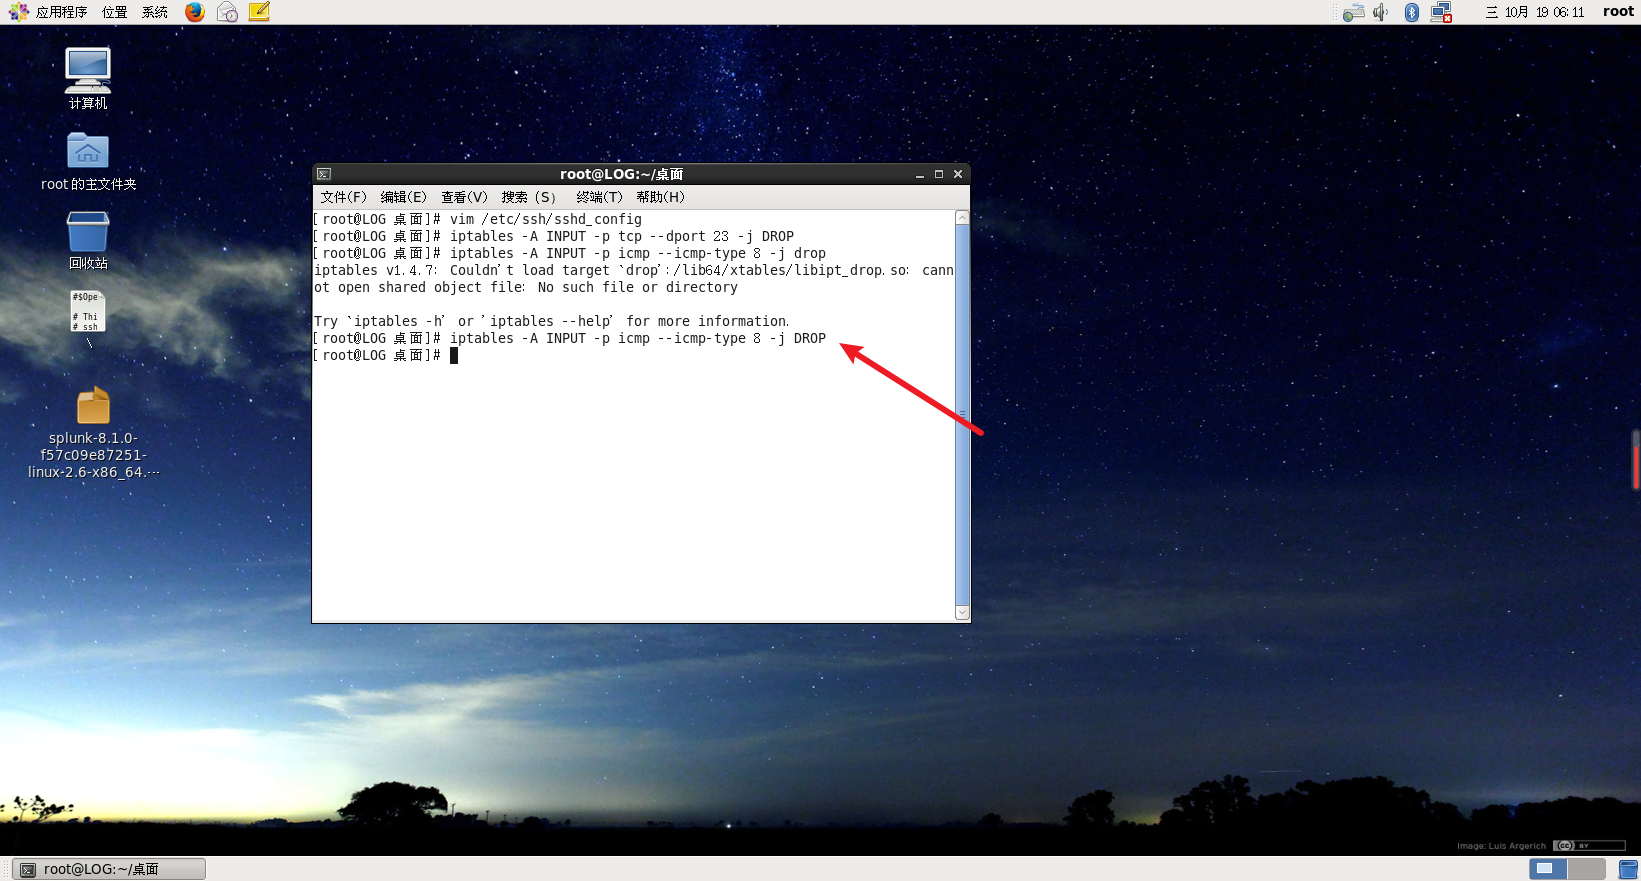 应用程序 位置 系统
三 10月 19 06:11 root
计算机
root 的主文件夹
回收站
#$Ope
# Thi
# ssh
\
splunk-8.1.0-
f57c09e87251-
linux-2.6-x86_64.···
root@LOG:~/桌面
文件(F) 编辑(E) 查看(V) 搜索 (S) 终端(T) 帮助(H)
[root@LOG 桌面]# vim /etc/ssh/sshd_config
[root@LOG 桌面]# iptables -A INPUT -p tcp --dport 23 -j DROP
[root@LOG 桌面]# iptables -A INPUT -p icmp --icmp-type 8 -j drop
iptables v1.4.7: Couldn't load target `drop':/lib64/xtables/libipt_drop.so: cann
ot open shared object file: No such file or directory
Try `iptables -h' or 'iptables --help' for more information.
[root@LOG 桌面]# iptables -A INPUT -p icmp --icmp-type 8 -j DROP
[root@LOG 桌面]#
Image: Luis Argerich (cc) BY
root@LOG:~/桌面